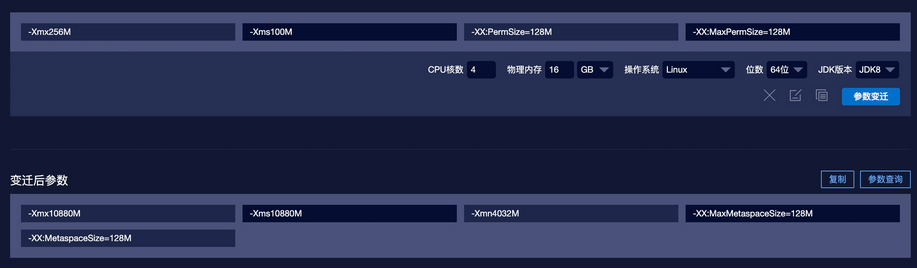 -Xmx256M -Xms100M -XX:PermSize=128M -XX:MaxPermSize=128M
CPU核数 4 物理内存 16 GB 操作系统 Linux 位数 64位 JDK版本 JDK8
参数变迁
变迁后参数 复制 参数查询
-Xmx10880M -Xms10880M -Xmn4032M -XX:MaxMetaspaceSize=128M
-XX:MetaspaceSize=128M